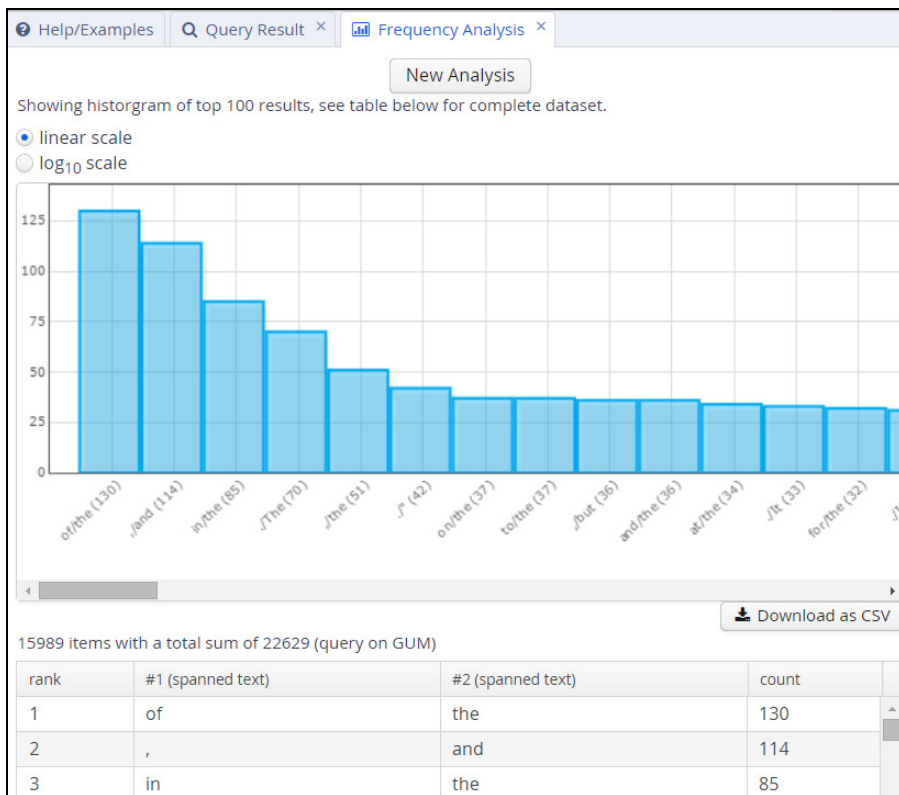 Help/Examples Query Result × Frequency Analysis ×
New Analysis
Showing historgram of top 100 results, see table below for complete dataset.
linear scale
log10 scale
125
100
75
50
25
0
of/the (130) ,/and (114) in/the (85) ./The (70) ,/the (51) ./" (42) on/the (37) to/the (37) ,/but (36) and/the (36) at/the (34) ./It (33) for/the (32)
Download as CSV
15989 items with a total sum of 22629 (query on GUM)
rank #1 (spanned text) #2 (spanned text) count
1 of the 130
2 , and 114
3 in the 85